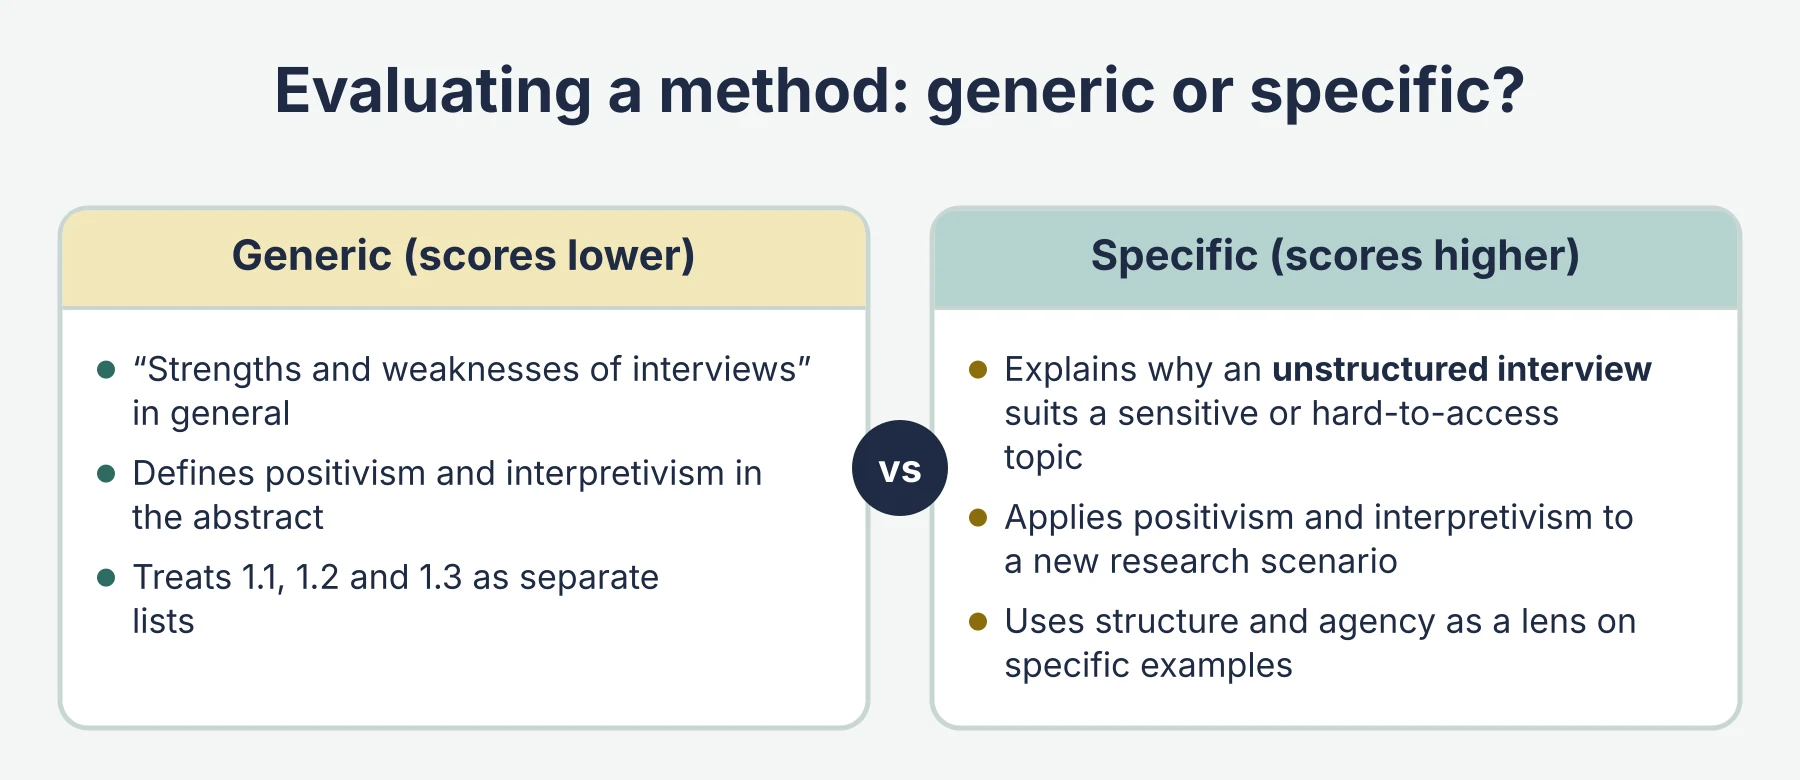 Evaluating a method: generic or specific?
Generic (scores lower)
“Strengths and weaknesses of interviews”
in general
Defines positivism and interpretivism in
the abstract
Treats 1.1, 1.2 and 1.3 as separate
lists
vs
Specific (scores higher)
Explains why an unstructured interview
suits a sensitive or hard-to-access
topic
Applies positivism and interpretivism to
a new research scenario
Uses structure and agency as a lens on
specific examples